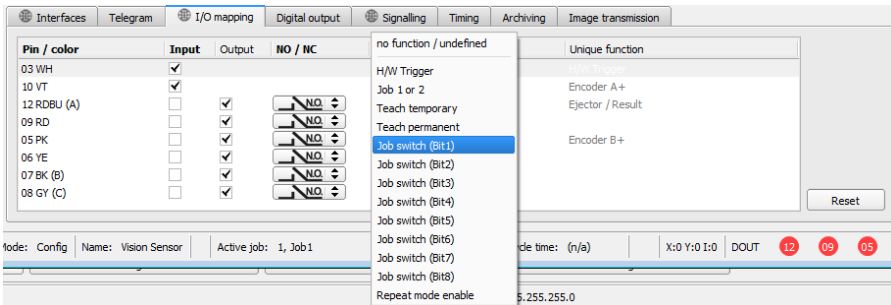 Interfaces Telegram I/O mapping Digital output Signalling Timing Archiving Image transmission
Pin / color Input Output NO / NC Unique function
no function / undefined
03 WH H/W Trigger
H/W Trigger
10 VT Encoder A+
Job 1 or 2
12 RDBU (A) N.O. Ejector / Result
Teach temporary
09 RD N.O.
Teach permanent
05 PK N.O. Encoder B+
Job switch (Bit1)
06 YE N.O.
Job switch (Bit2)
07 BK (B) N.O.
Job switch (Bit3)
08 GY (C) N.O.
Job switch (Bit4)
Reset
Job switch (Bit5)
Job switch (Bit6)
Mode: Config Name: Vision Sensor Active job: 1, Job1 cle time: (n/a) X:0 Y:0 I:0 DOUT 12 09 05
Job switch (Bit7)
Job switch (Bit8)
Repeat mode enable
5.255.255.0